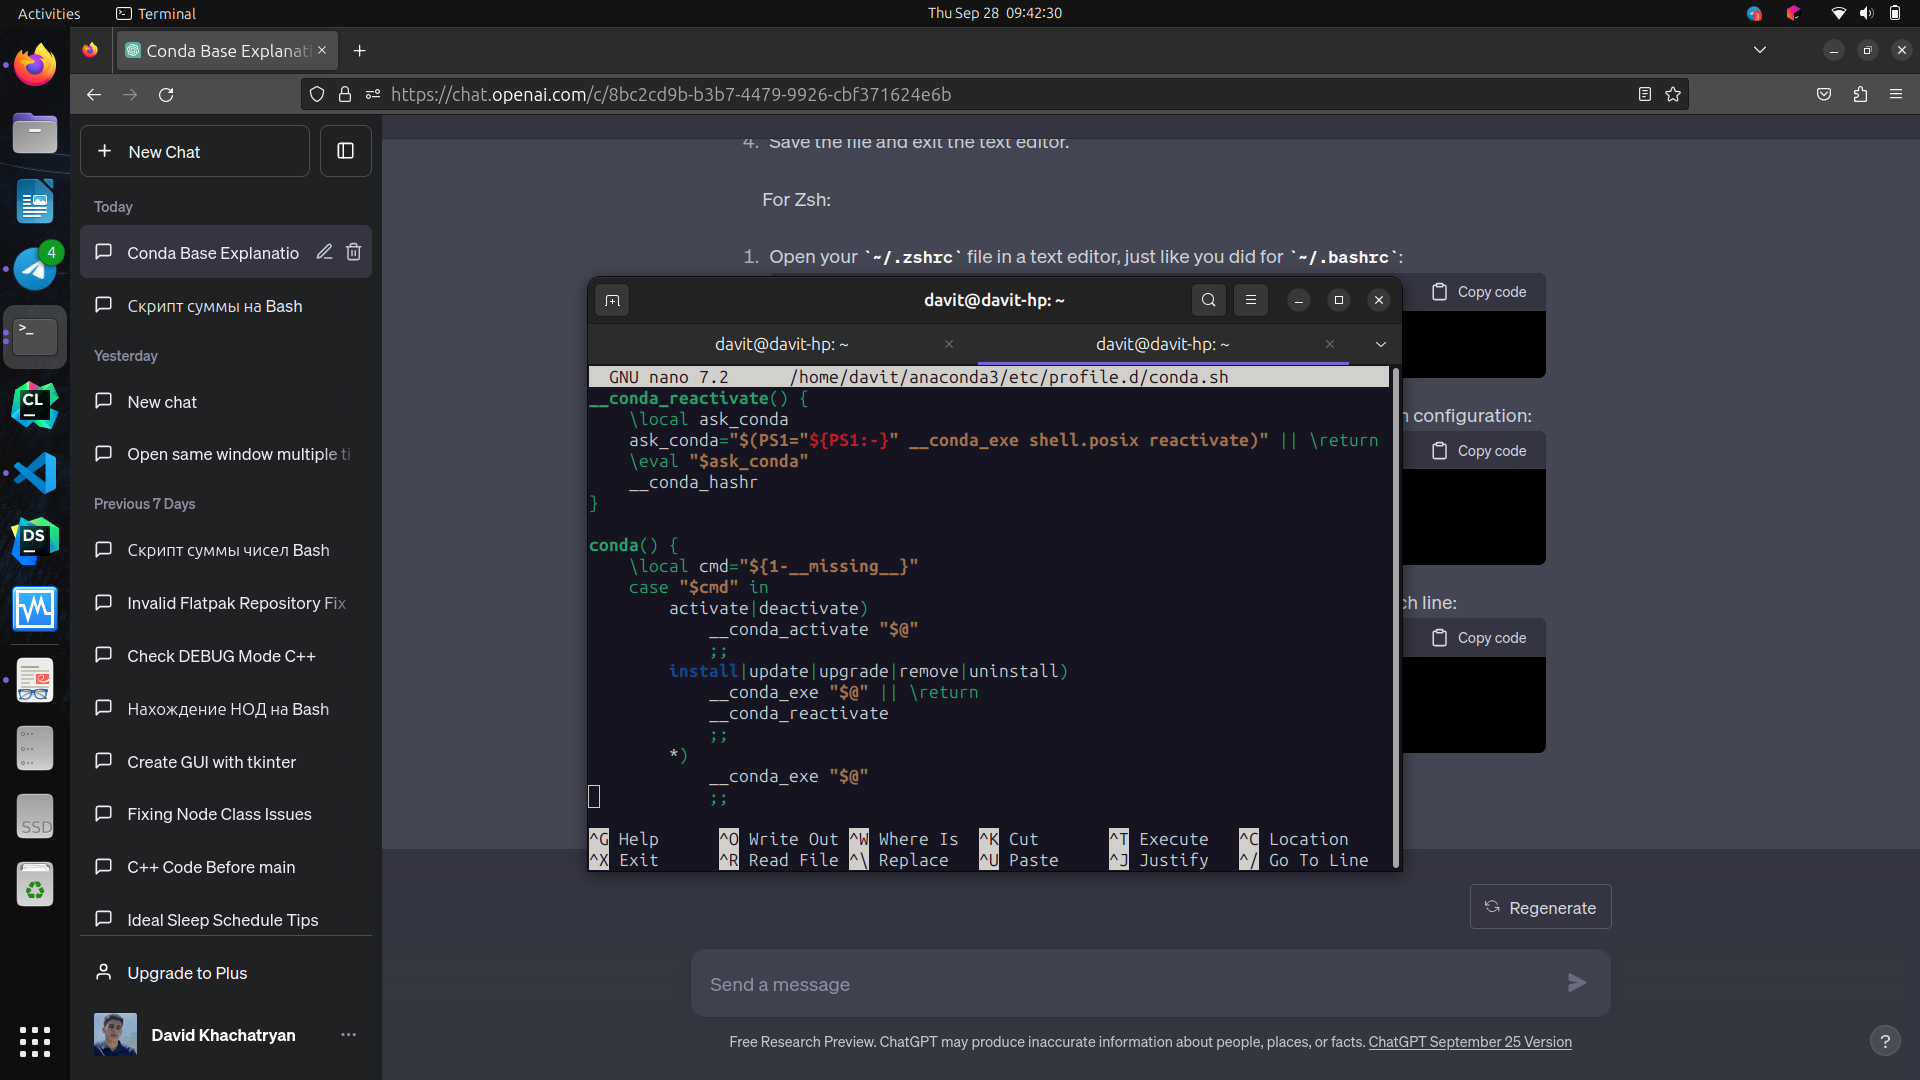 Activities
Terminal
Thu Sep 28 09:42:30
Conda Base Explanati
https://chat.openai.com/c/8bc2cd9b-b3b7-4479-9926-cbf371624e6b
New Chat
Today
Conda Base Explanatio
Скрипт суммы на Bash
Yesterday
New chat
Open same window multiple ti
Previous 7 Days
Скрипт суммы чисел Bash
Invalid Flatpak Repository Fix
Check DEBUG Mode C++
Нахождение НОД на Bash
Create GUI with tkinter
Fixing Node Class Issues
C++ Code Before main
Ideal Sleep Schedule Tips
Upgrade to Plus
David Khachatryan
4
>_
CL
DS
SSD
4. Save the file and exit the text editor.
For Zsh:
1. Open your `~/.zshrc` file in a text editor, just like you did for `~/.bashrc`:
Copy code
n configuration:
Copy code
ch line:
Copy code
davit@davit-hp: ~
davit@davit-hp: ~
davit@davit-hp: ~
GNU nano 7.2 /home/davit/anaconda3/etc/profile.d/conda.sh
__conda_reactivate() {
    \local ask_conda
    ask_conda="$(PS1="${PS1:-}" __conda_exe shell.posix reactivate)" || \return
    \eval "$ask_conda"
    __conda_hashr
}
conda() {
    \local cmd="${1-__missing__}"
    case "$cmd" in
        activate|deactivate)
            __conda_activate "$@"
            ;;
        install|update|upgrade|remove|uninstall)
            __conda_exe "$@" || \return
            __conda_reactivate
            ;;
        *)
            __conda_exe "$@"
            ;;
^G Help ^O Write Out ^W Where Is ^K Cut ^T Execute ^C Location
^X Exit ^R Read File ^\ Replace ^U Paste ^J Justify ^/ Go To Line
Regenerate
Send a message
Free Research Preview. ChatGPT may produce inaccurate information about people, places, or facts. ChatGPT September 25 Version
?